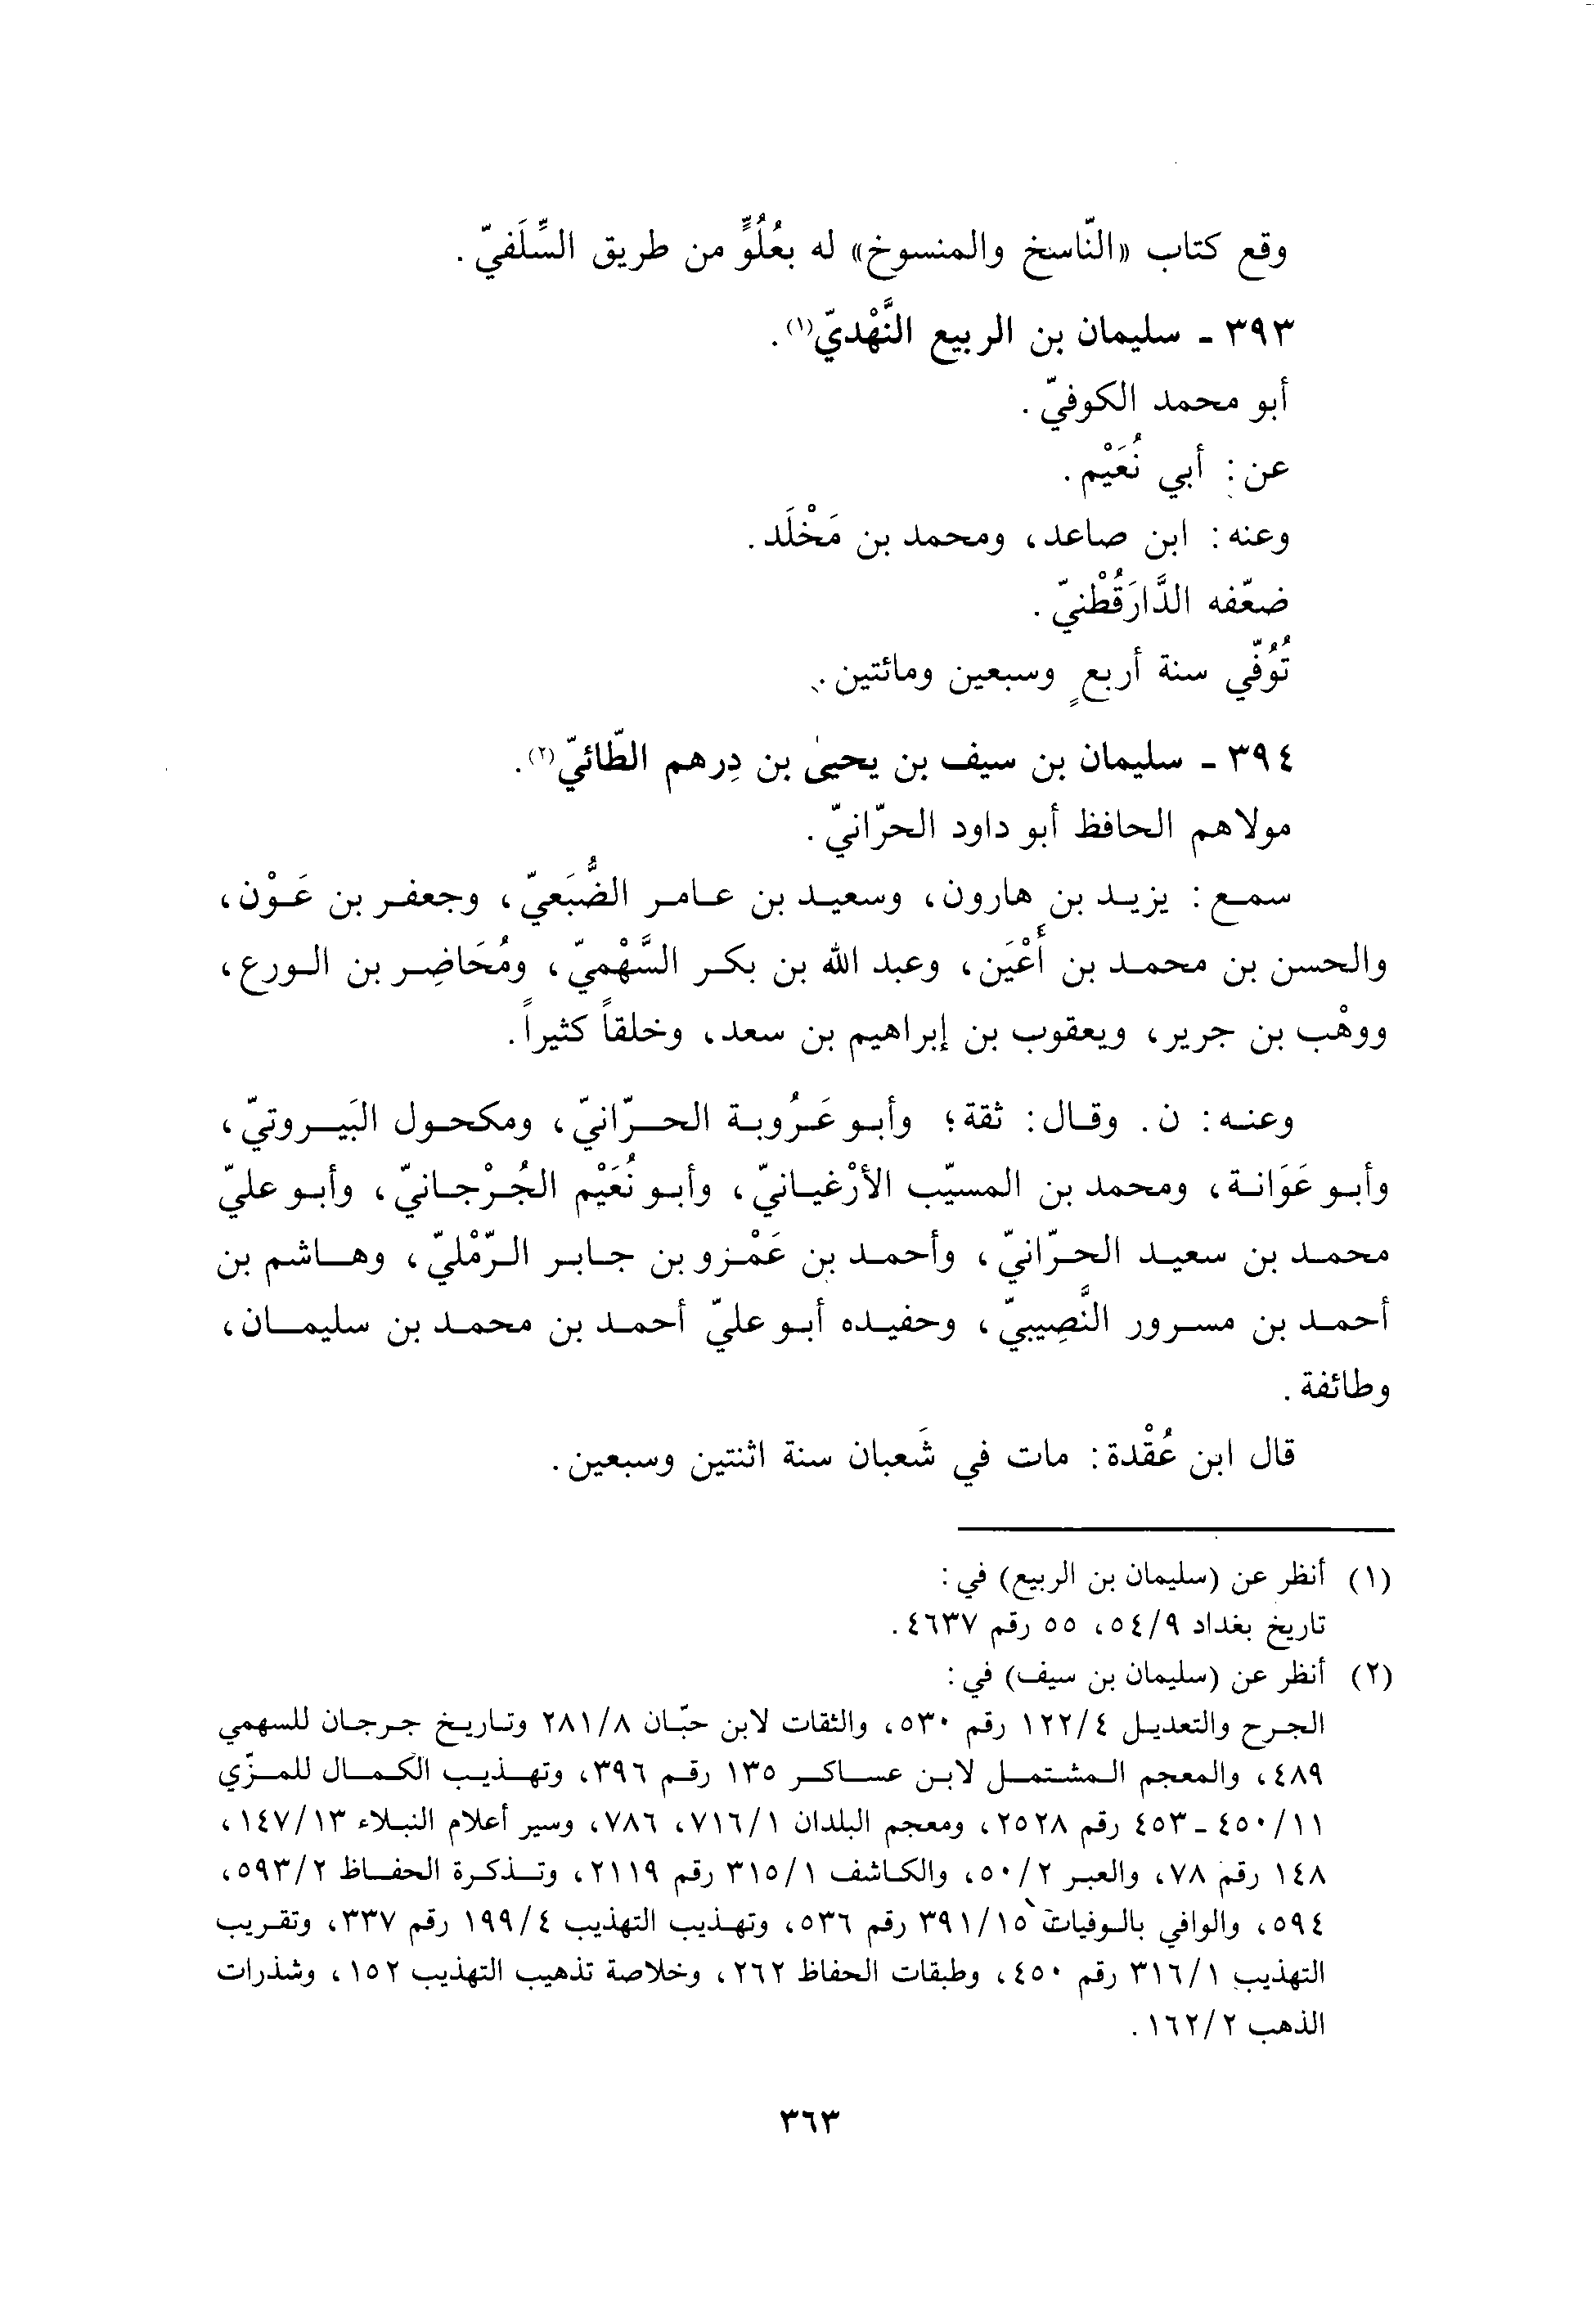 وقع كتاب «النّاسخ والمنسوخ» له بعُلُوٍّ من طريق السِّلَفيّ.
٣٩٣ ـ سليمان بن الربيع النَّهْديّ(١).
أبو محمد الكوفيّ.
عن: أبي نُعَيْم.
وعنه: ابن صاعد، ومحمد بن مَخْلَد.
ضعّفه الدَّارَقُطْنيّ.
تُوُفّي سنة أربعٍ وسبعين ومائتين.
٣٩٤ ـ سليمان بن سيف بن يحيىٰ بن دِرهم الطّائيّ(٢).
مولاهم الحافظ أبو داود الحرّانيّ.
سمع: يزيد بن هارون، وسعيد بن عامر الضُّبَعيّ، وجعفر بن عَوْن،
والحسن بن محمد بن أَعْيَن، وعبد الله بن بكر السَّهْميّ، ومُحَاضِر بن الورع،
ووهْب بن جرير، ويعقوب بن إبراهيم بن سعد، وخلقاً كثيراً.
وعنه: ن. وقال: ثقة؛ وأبو عَرُوبة الحرّانيّ، ومكحول البَيروتيّ،
وأبو عَوَانة، ومحمد بن المسيّب الأرْغيانيّ، وأبو نُعَيْم الجُرْجانيّ، وأبو عليّ
محمد بن سعيد الحرّانيّ، وأحمد بن عَمْرو بن جابر الرّمْليّ، وهاشم بن
أحمد بن مسرور النَّصِيبيّ، وحفيده أبو عليّ أحمد بن محمد بن سليمان،
وطائفة.
قال ابن عُقْدة: مات في شَعبان سنة اثنتين وسبعين.
(١) أنظر عن (سليمان بن الربيع) في:
تاريخ بغداد ٥٤/٩، ٥٥ رقم ٤٦٣٧.
(٢) أنظر عن (سليمان بن سيف) في:
الجرح والتعديل ١٢٢/٤ رقم ٥٣٠، والثقات لابن حبّان ٢٨١/٨ وتاريخ جرجان للسهمي
٤٨٩، والمعجم المشتمل لابن عساكر ١٣٥ رقم ٣٩٦، وتهذيب الكمال للمزّي
٤٥٠/١١ ـ ٤٥٣ رقم ٢٥٢٨، ومعجم البلدان ٧١٦/١، ٧٨٦، وسير أعلام النبلاء ١٤٧/١٣،
١٤٨ رقم ٧٨، والعبر ٥٠/٢، والكاشف ٣١٥/١ رقم ٢١١٩، وتذكرة الحفاظ ٥٩٣/٢،
٥٩٤، والوافي بالوفيات ٣٩١/١٥ رقم ٥٣٦، وتهذيب التهذيب ١٩٩/٤ رقم ٣٣٧، وتقريب
التهذيب ٣١٦/١ رقم ٤٥٠، وطبقات الحفاظ ٢٦٢، وخلاصة تذهيب التهذيب ١٥٢، وشذرات
الذهب ١٦٢/٢.
٣٦٣